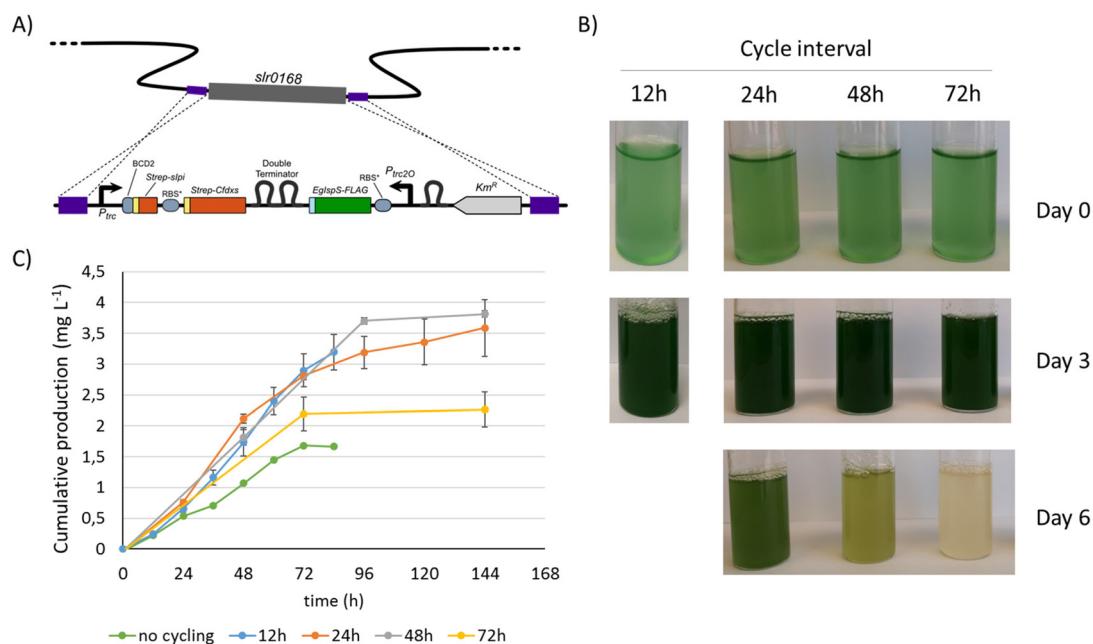 A)
slr0168
BCD2
Strep-sIpi
RBS*
Strep-Cfdxs
Double
Terminator
EgIspS-FLAG
RBS*
Ptrc2O
KmR
Ptrc
B)
Cycle interval
12h 24h 48h 72h
Day 0
Day 3
Day 6
C)
Cumulative production (mg L-1)
4,5
4
3,5
3
2,5
2
1,5
1
0,5
0
0 24 48 72 96 120 144 168
time (h)
no cycling 12h 24h 48h 72h